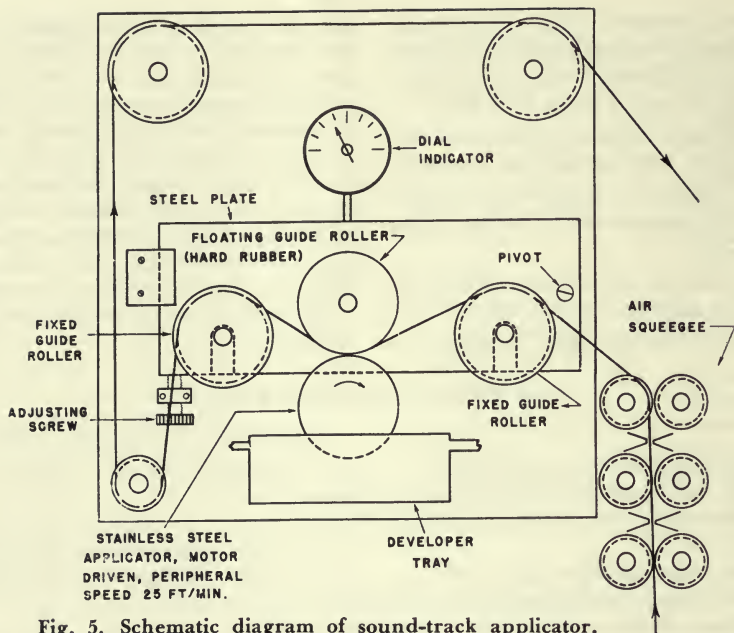 DIAL
INDICATOR
STEEL PLATE
FLOATING GUIDE ROLLER
(HARD RUBBER)
PIVOT
AIR
SQUEEGEE
FIXED
GUIDE
ROLLER
ADJUSTING
SCREW
FIXED GUIDE
ROLLER
STAINLESS STEEL
APPLICATOR, MOTOR
DRIVEN, PERIPHERAL
SPEED 25 FT/MIN.
DEVELOPER
TRAY
Fig. 5. Schematic diagram of sound-track applicator.